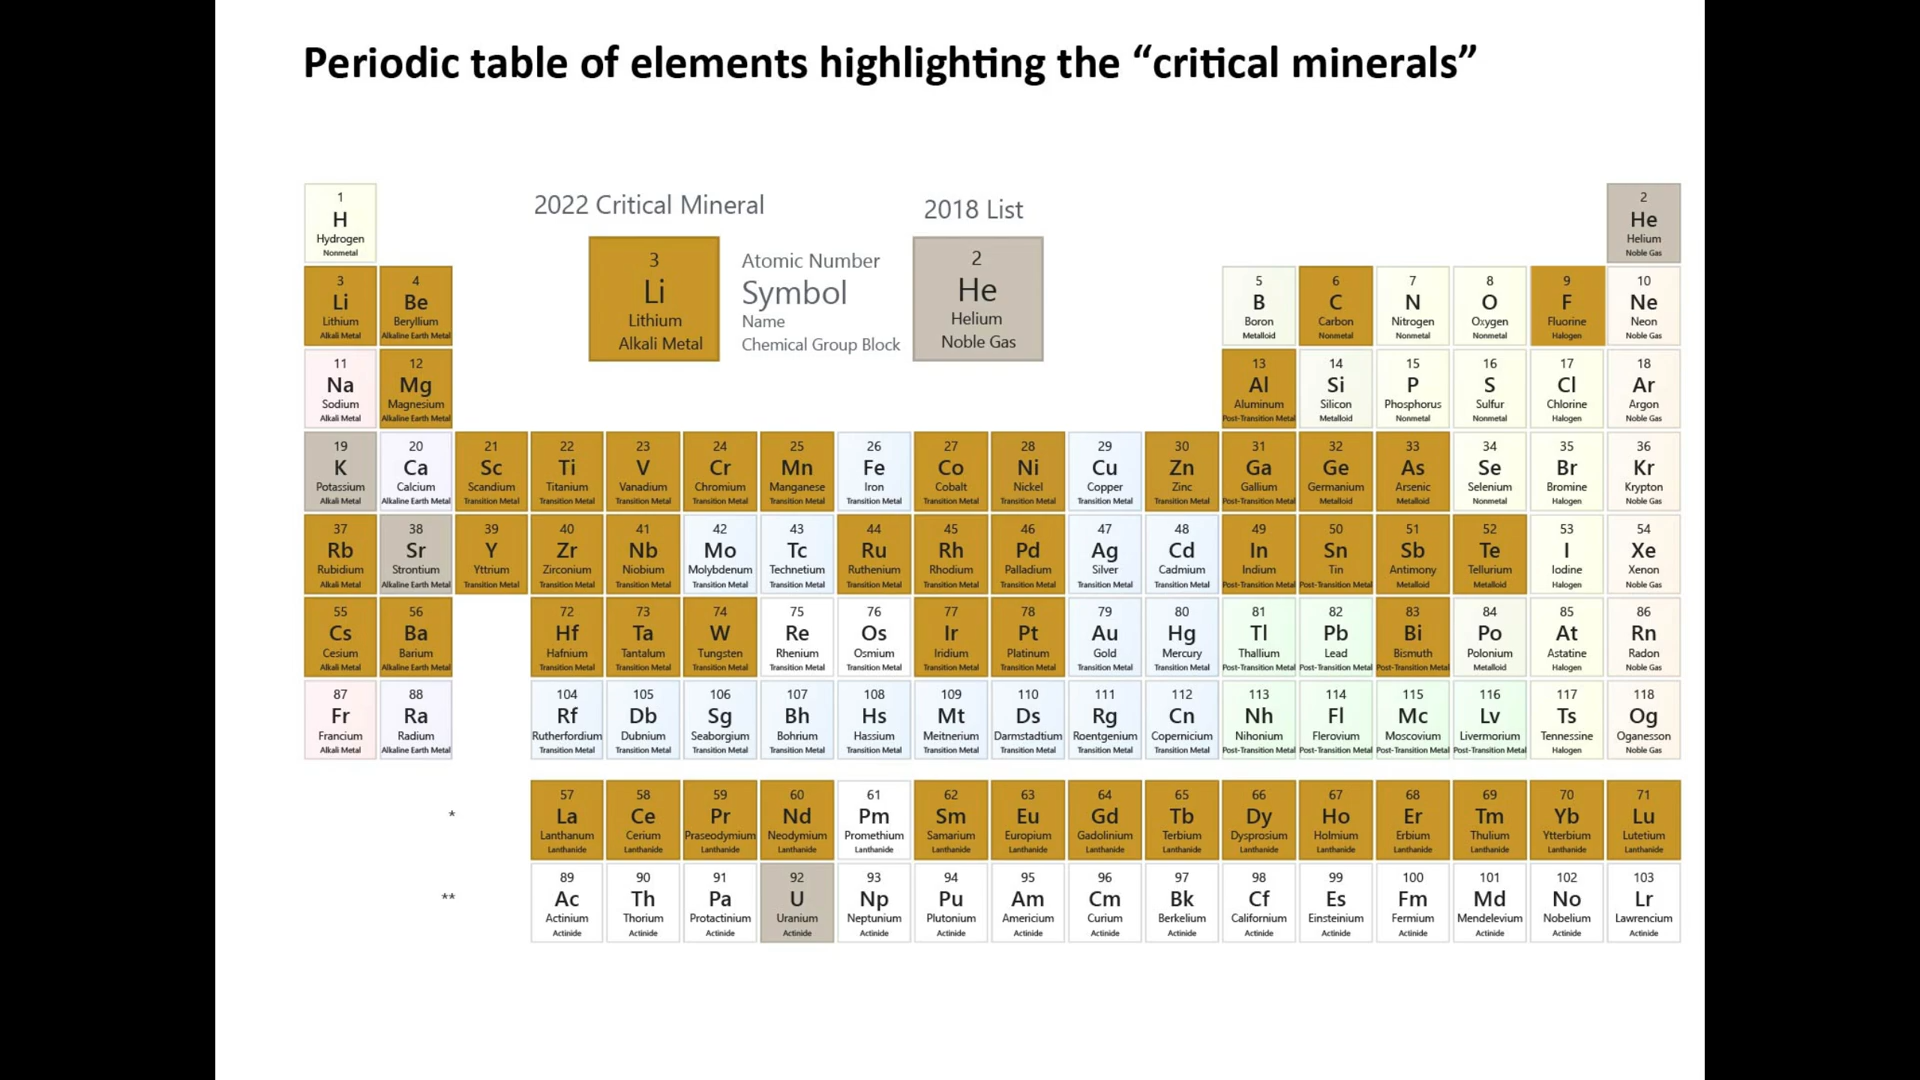 Periodic table of elements highlighting the “critical minerals”
2022 Critical Mineral
2018 List
3
Li
Lithium
Alkali Metal
Atomic Number
Symbol
Name
Chemical Group Block
2
He
Helium
Noble Gas
1
H
Hydrogen
Nonmetal
2
He
Helium
Noble Gas
3 4 5 6 7 8 9 10
Li Be B C N O F Ne
Lithium Beryllium Boron Carbon Nitrogen Oxygen Fluorine Neon
Alkali Metal Alkaline Earth Metal Metalloid Nonmetal Nonmetal Nonmetal Halogen Noble Gas
11 12 13 14 15 16 17 18
Na Mg Al Si P S Cl Ar
Sodium Magnesium Aluminum Silicon Phosphorus Sulfur Chlorine Argon
Alkali Metal Alkaline Earth Metal Post-Transition Metal Metalloid Nonmetal Nonmetal Halogen Noble Gas
19 20 21 22 23 24 25 26 27 28 29 30 31 32 33 34 35 36
K Ca Sc Ti V Cr Mn Fe Co Ni Cu Zn Ga Ge As Se Br Kr
Potassium Calcium Scandium Titanium Vanadium Chromium Manganese Iron Cobalt Nickel Copper Zinc Gallium Germanium Arsenic Selenium Bromine Krypton
Alkali Metal Alkaline Earth Metal Transition Metal Transition Metal Transition Metal Transition Metal Transition Metal Transition Metal Transition Metal Transition Metal Transition Metal Transition Metal Post-Transition Metal Metalloid Metalloid Nonmetal Halogen Noble Gas
37 38 39 40 41 42 43 44 45 46 47 48 49 50 51 52 53 54
Rb Sr Y Zr Nb Mo Tc Ru Rh Pd Ag Cd In Sn Sb Te I Xe
Rubidium Strontium Yttrium Zirconium Niobium Molybdenum Technetium Ruthenium Rhodium Palladium Silver Cadmium Indium Tin Antimony Tellurium Iodine Xenon
Alkali Metal Alkaline Earth Metal Transition Metal Transition Metal Transition Metal Transition Metal Transition Metal Transition Metal Transition Metal Transition Metal Transition Metal Transition Metal Post-Transition Metal Post-Transition Metal Metalloid Metalloid Halogen Noble Gas
55 56 72 73 74 75 76 77 78 79 80 81 82 83 84 85 86
Cs Ba Hf Ta W Re Os Ir Pt Au Hg Tl Pb Bi Po At Rn
Cesium Barium Hafnium Tantalum Tungsten Rhenium Osmium Iridium Platinum Gold Mercury Thallium Lead Bismuth Polonium Astatine Radon
Alkali Metal Alkaline Earth Metal Transition Metal Transition Metal Transition Metal Transition Metal Transition Metal Transition Metal Transition Metal Transition Metal Transition Metal Post-Transition Metal Post-Transition Metal Post-Transition Metal Metalloid Halogen Noble Gas
87 88 104 105 106 107 108 109 110 111 112 113 114 115 116 117 118
Fr Ra Rf Db Sg Bh Hs Mt Ds Rg Cn Nh Fl Mc Lv Ts Og
Francium Radium Rutherfordium Dubnium Seaborgium Bohrium Hassium Meitnerium Darmstadtium Roentgenium Copernicium Nihonium Flerovium Moscovium Livermorium Tennessine Oganesson
Alkali Metal Alkaline Earth Metal Transition Metal Transition Metal Transition Metal Transition Metal Transition Metal Transition Metal Transition Metal Transition Metal Transition Metal Post-Transition Metal Post-Transition Metal Post-Transition Metal Post-Transition Metal Halogen Noble Gas
57 58 59 60 61 62 63 64 65 66 67 68 69 70 71
* La Ce Pr Nd Pm Sm Eu Gd Tb Dy Ho Er Tm Yb Lu
Lanthanum Cerium Praseodymium Neodymium Promethium Samarium Europium Gadolinium Terbium Dysprosium Holmium Erbium Thulium Ytterbium Lutetium
Lanthanide Lanthanide Lanthanide Lanthanide Lanthanide Lanthanide Lanthanide Lanthanide Lanthanide Lanthanide Lanthanide Lanthanide Lanthanide Lanthanide Lanthanide
89 90 91 92 93 94 95 96 97 98 99 100 101 102 103
** Ac Th Pa U Np Pu Am Cm Bk Cf Es Fm Md No Lr
Actinium Thorium Protactinium Uranium Neptunium Plutonium Americium Curium Berkelium Californium Einsteinium Fermium Mendelevium Nobelium Lawrencium
Actinide Actinide Actinide Actinide Actinide Actinide Actinide Actinide Actinide Actinide Actinide Actinide Actinide Actinide Actinide